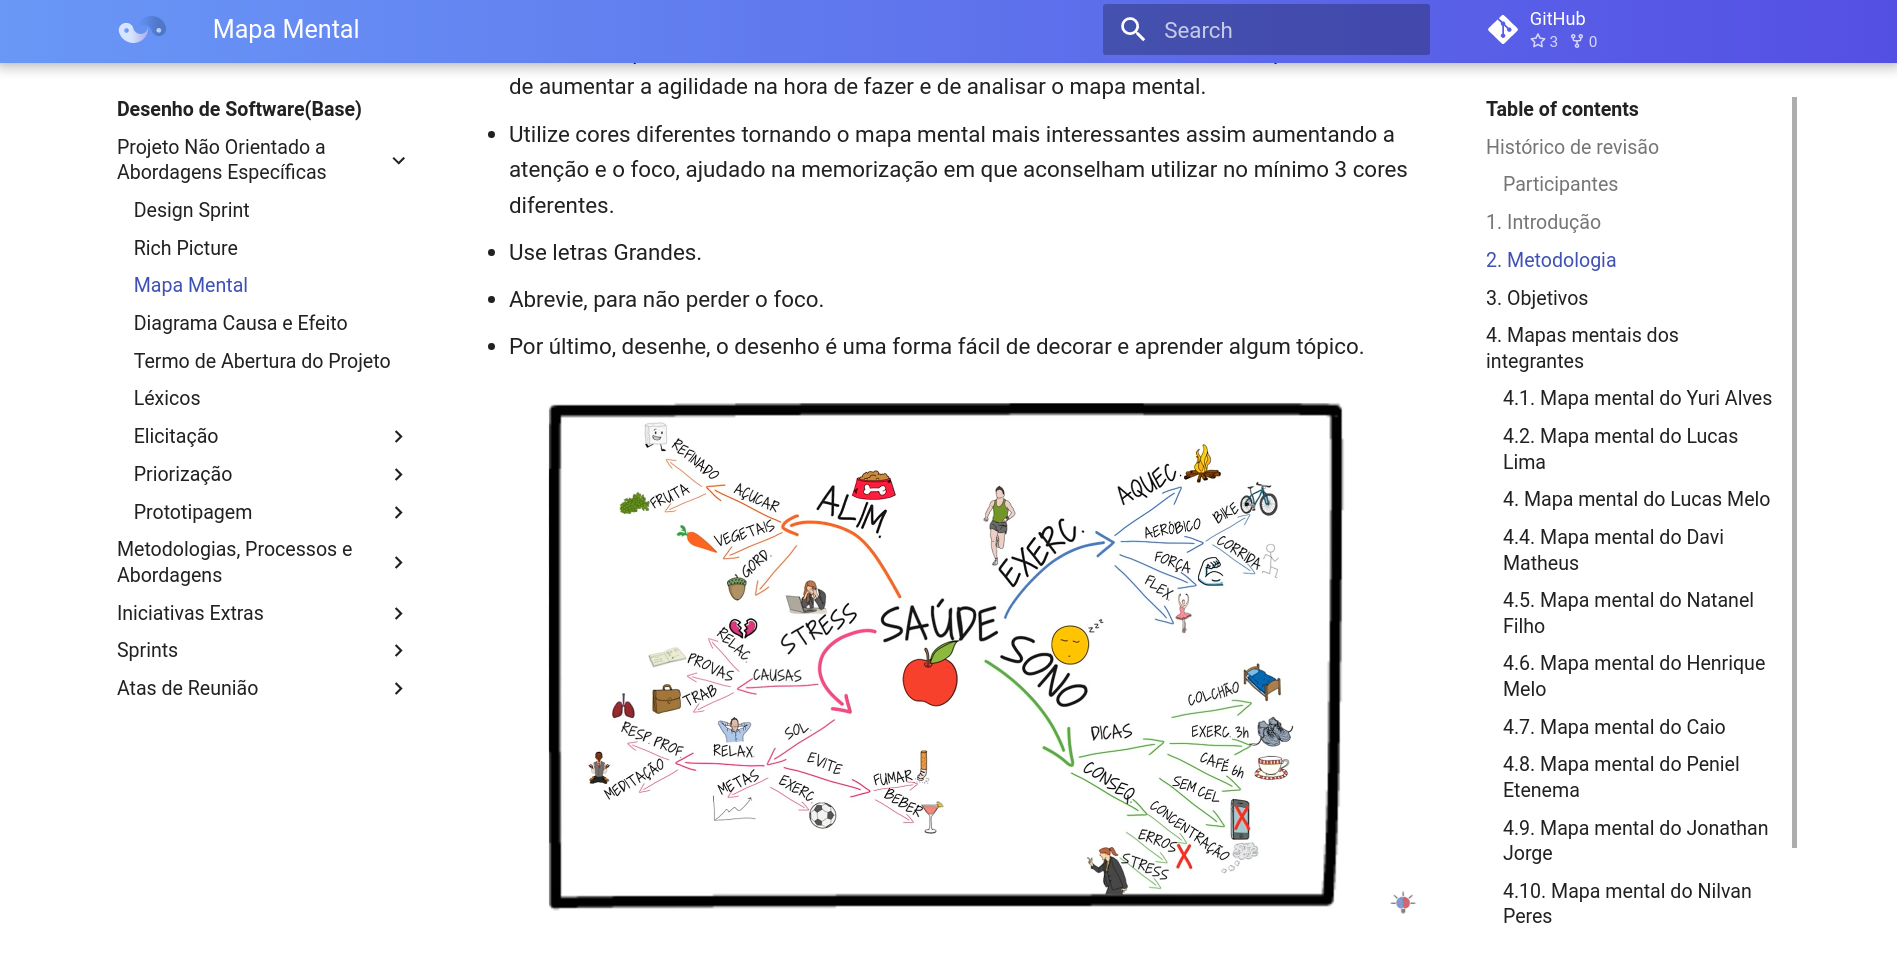 Mapa Mental
Search
GitHub
3 0
Desenho de Software(Base)
Projeto Não Orientado a
Abordagens Específicas
Design Sprint
Rich Picture
Mapa Mental
Diagrama Causa e Efeito
Termo de Abertura do Projeto
Léxicos
Elicitação
Priorização
Prototipagem
Metodologias, Processos e
Abordagens
Iniciativas Extras
Sprints
Atas de Reunião
de aumentar a agilidade na hora de fazer e de analisar o mapa mental.
Utilize cores diferentes tornando o mapa mental mais interessantes assim aumentando a
atenção e o foco, ajudado na memorização em que aconselham utilizar no mínimo 3 cores
diferentes.
Use letras Grandes.
Abrevie, para não perder o foco.
Por último, desenhe, o desenho é uma forma fácil de decorar e aprender algum tópico.
SAÚDE
ALIM.
AÇUCAR
REFINADO
FRUTA
VEGETAIS
GORD.
EXERC.
AQUEC.
AERÓBICO
BIKE
CORRIDA
FORÇA
FLEX.
STRESS
CAUSAS
RELAC.
PROVAS
TRAB
SOL.
RELAX.
RESP. PROF.
MEDITAÇÃO
METAS
EXERC.
EVITE
FUMAR
BEBER
SONO
zzz
DICAS
COLCHÃO
EXERC. 3h
CAFÉ 6h
SEM CEL.
CONSEQ.
CONCENTRAÇÃO
ERROS
STRESS
Table of contents
Histórico de revisão
Participantes
1. Introdução
2. Metodologia
3. Objetivos
4. Mapas mentais dos
integrantes
4.1. Mapa mental do Yuri Alves
4.2. Mapa mental do Lucas
Lima
4. Mapa mental do Lucas Melo
4.4. Mapa mental do Davi
Matheus
4.5. Mapa mental do Natanel
Filho
4.6. Mapa mental do Henrique
Melo
4.7. Mapa mental do Caio
4.8. Mapa mental do Peniel
Etenema
4.9. Mapa mental do Jonathan
Jorge
4.10. Mapa mental do Nilvan
Peres